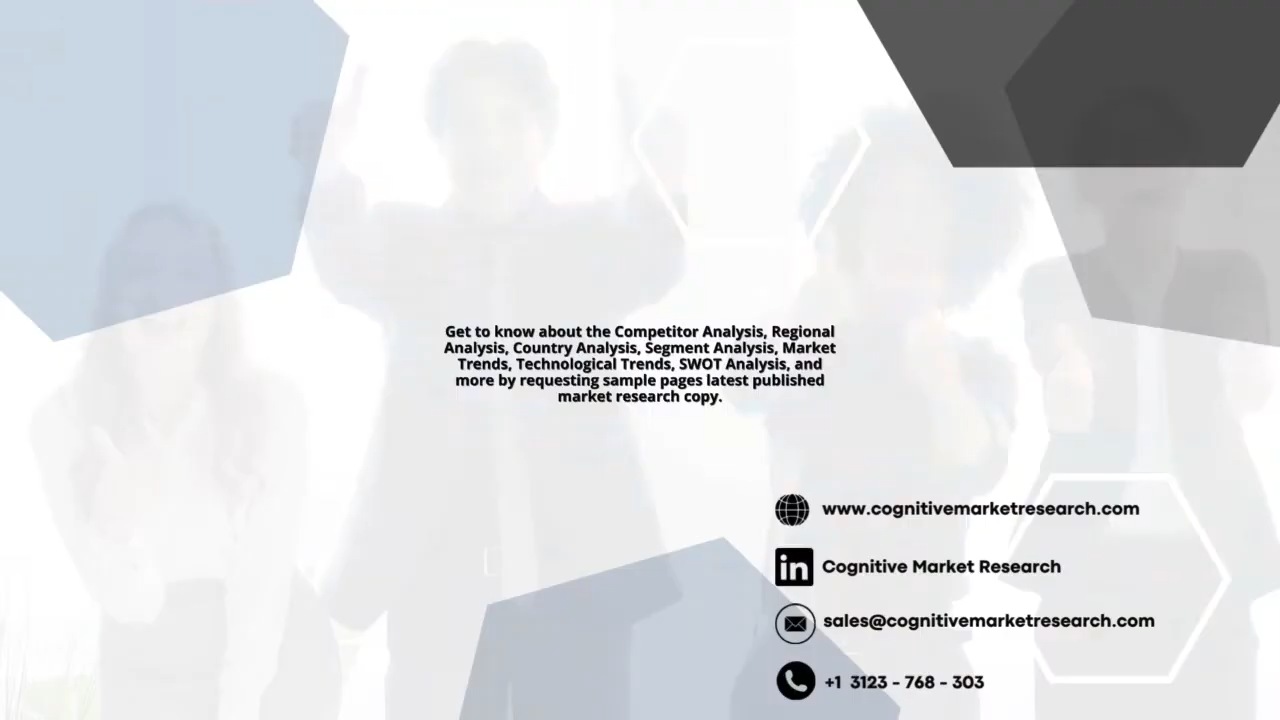 Get to know about the Competitor Analysis, Regional
Analysis, Country Analysis, Segment Analysis, Market
Trends, Technological Trends, SWOT Analysis, and
more by requesting sample pages latest published
market research copy.
www.cognitivemarketresearch.com
in Cognitive Market Research
sales@cognitivemarketresearch.com
+1 3123 - 768 - 303